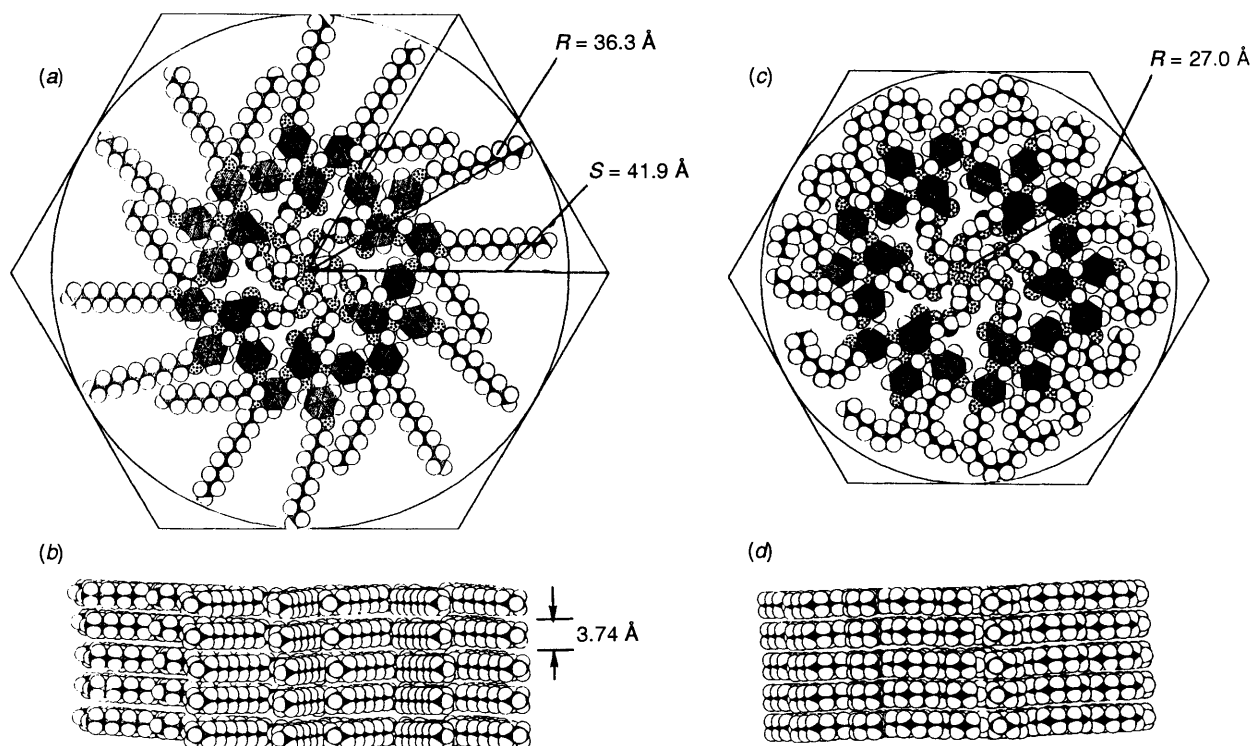 (a)
R = 36.3 Å
S = 41.9 Å
(c)
R = 27.0 Å
(b)
3.74 Å
(d)